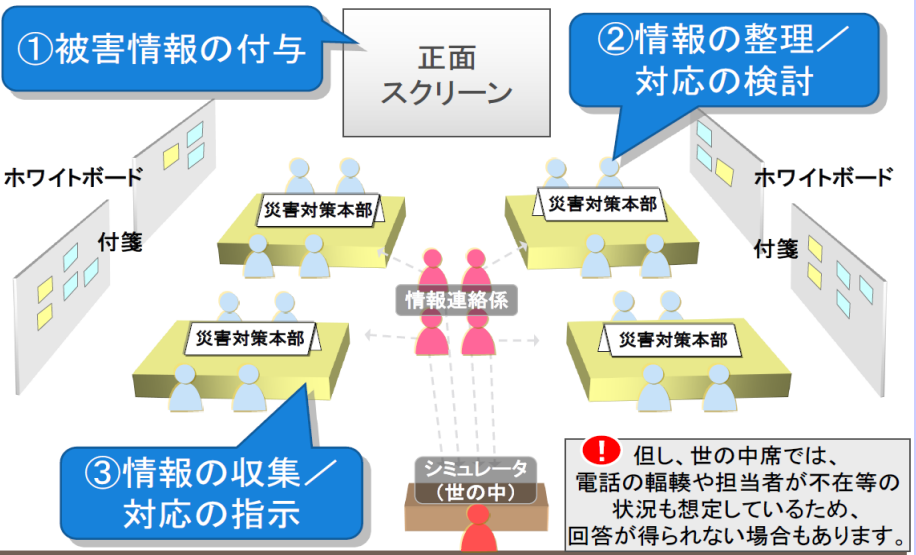 ①被害情報の付与
正面
スクリーン
②情報の整理／
対応の検討
ホワイトボード
付箋
災害対策本部
災害対策本部
ホワイトボード
付箋
情報連絡係
災害対策本部
災害対策本部
③情報の収集／
対応の指示
シミュレータ
（世の中）
!
但し、世の中席では、
電話の輻輳や担当者が不在等の
状況も想定しているため、
回答が得られない場合もあります。